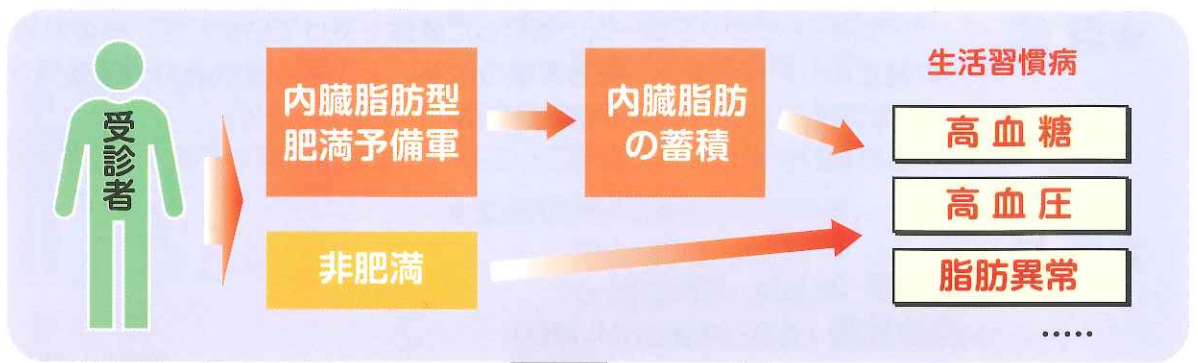 受診者
内臓脂肪型
肥満予備軍
内臓脂肪
の蓄積
非肥満
生活習慣病
高血糖
高血圧
脂肪異常
•••••